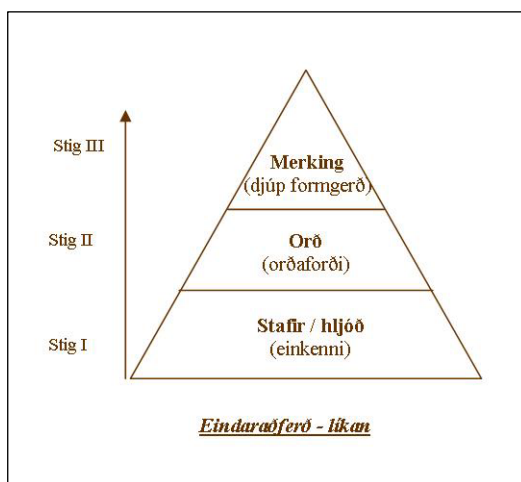 Stig III
Merking
(djúp formgerð)
Stig II
Orð
(orðaforði)
Stafir / hljóð
Stig I
(einkenni)
Eindaraðferð - líkan